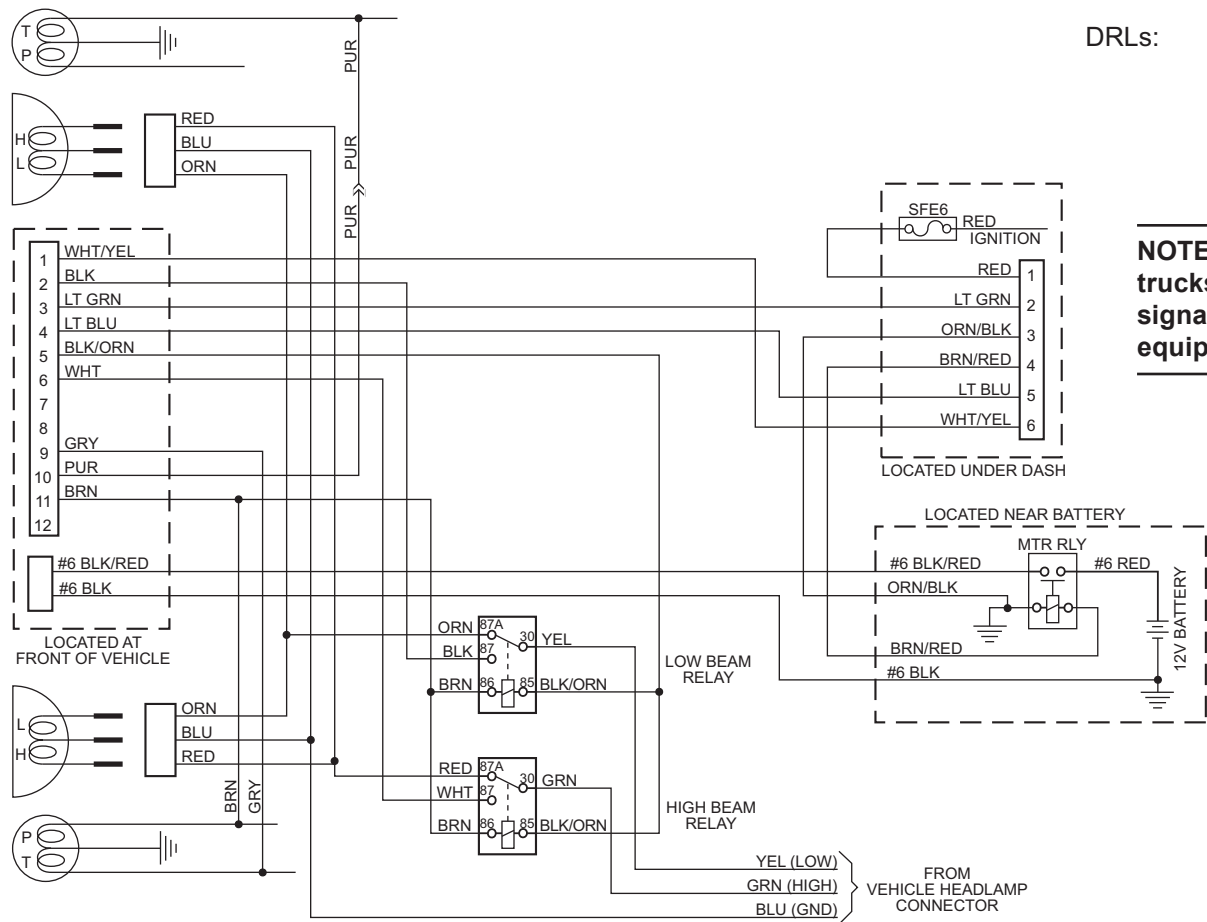 DRLs:
T
P
PUR
H
L
RED
BLU
ORN
PUR
PUR
1 WHT/YEL
2 BLK
3 LT GRN
4 LT BLU
5 BLK/ORN
6 WHT
7
8
9 GRY
10 PUR
11 BRN
12
#6 BLK/RED
#6 BLK
LOCATED AT
FRONT OF VEHICLE
SFE6
RED
IGNITION
RED 1
LT GRN 2
ORN/BLK 3
BRN/RED 4
LT BLU 5
WHT/YEL 6
LOCATED UNDER DASH
NOTE
trucks
signa
equip
LOCATED NEAR BATTERY
MTR RLY
#6 BLK/RED
#6 RED
ORN/BLK
BRN/RED
#6 BLK
12V BATTERY
ORN 87A 30 YEL
BLK 87
BRN 86 85 BLK/ORN
LOW BEAM
RELAY
L
H
ORN
BLU
RED
BRN
GRY
P
T
RED 87A 30 GRN
WHT 87
BRN 86 85 BLK/ORN
HIGH BEAM
RELAY
YEL (LOW)
GRN (HIGH)
BLU (GND)
FROM
VEHICLE HEADLAMP
CONNECTOR